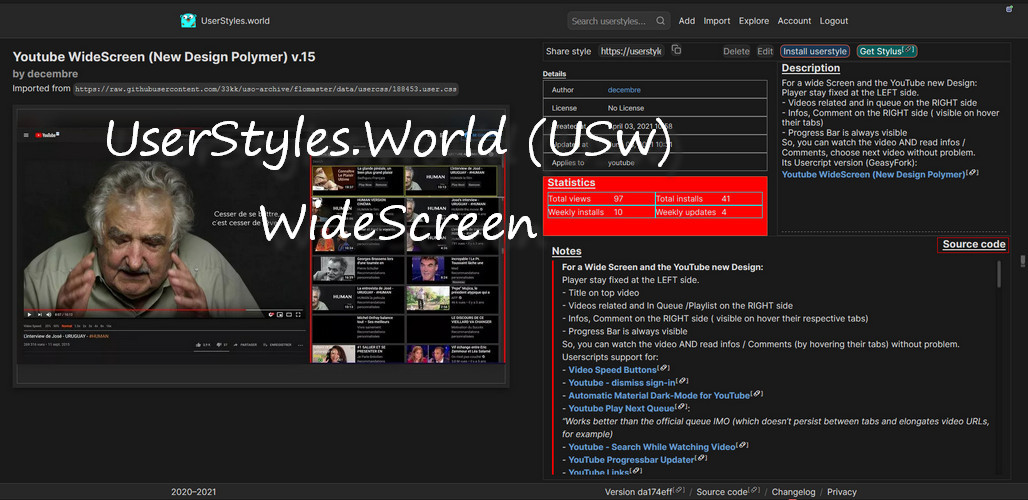 UserStyles.world
Search userstyles...
Add Import Explore Account Logout
Youtube WideScreen (New Design Polymer) v.15
by decembre
Imported from https://raw.githubusercontent.com/33kk/uso-archive/flomaster/data/usercss/188453.user.css
Share style https://userstyle Delete Edit Install userstyle Get Stylus
Details
Author decembre
License No License
Created at April 03, 2021
Updated at
Applies to youtube
Statistics
Total views 97 Total installs 41
Weekly installs 10 Weekly updates 4
Description
For a wide Screen and the YouTube new Design:
Player stay fixed at the LEFT side.
- Videos related and in queue on the RIGHT side
- Infos, Comment on the RIGHT side ( visible on hover
their tabs)
- Progress Bar is always visible
So, you can watch the video AND read infos /
Comments, choose next video without problem.
Its Usercript version (GeasyFork):
Youtube WideScreen (New Design Polymer)
Source code
UserStyles.World (USw)
WideScreen
YouTube
Cesser de se battre,
c'est cesser de
L'interview de José - URUGUAY - #HUMAN
HUMAN
Notes
For a Wide Screen and the YouTube new Design:
Player stay fixed at the LEFT side.
- Title on top video
- Videos related and In Queue /Playlist on the RIGHT side
- Infos, Comment on the RIGHT side ( visible on hover their respective tabs)
- Progress Bar is always visible
So, you can watch the video AND read infos / Comments (by hovering their tabs) without problem.
Userscripts support for:
- Video Speed Buttons
- Youtube - dismiss sign-in
- Automatic Material Dark-Mode for YouTube
- Youtube Play Next Queue:
"Works better than the official queue IMO (which doesn't persist between tabs and elongates video URLs,
for example)
- Youtube - Search While Watching Video
- YouTube Progressbar Updater
- YouTube Links
2020–2021
Version da174eff / Source code / Changelog / Privacy